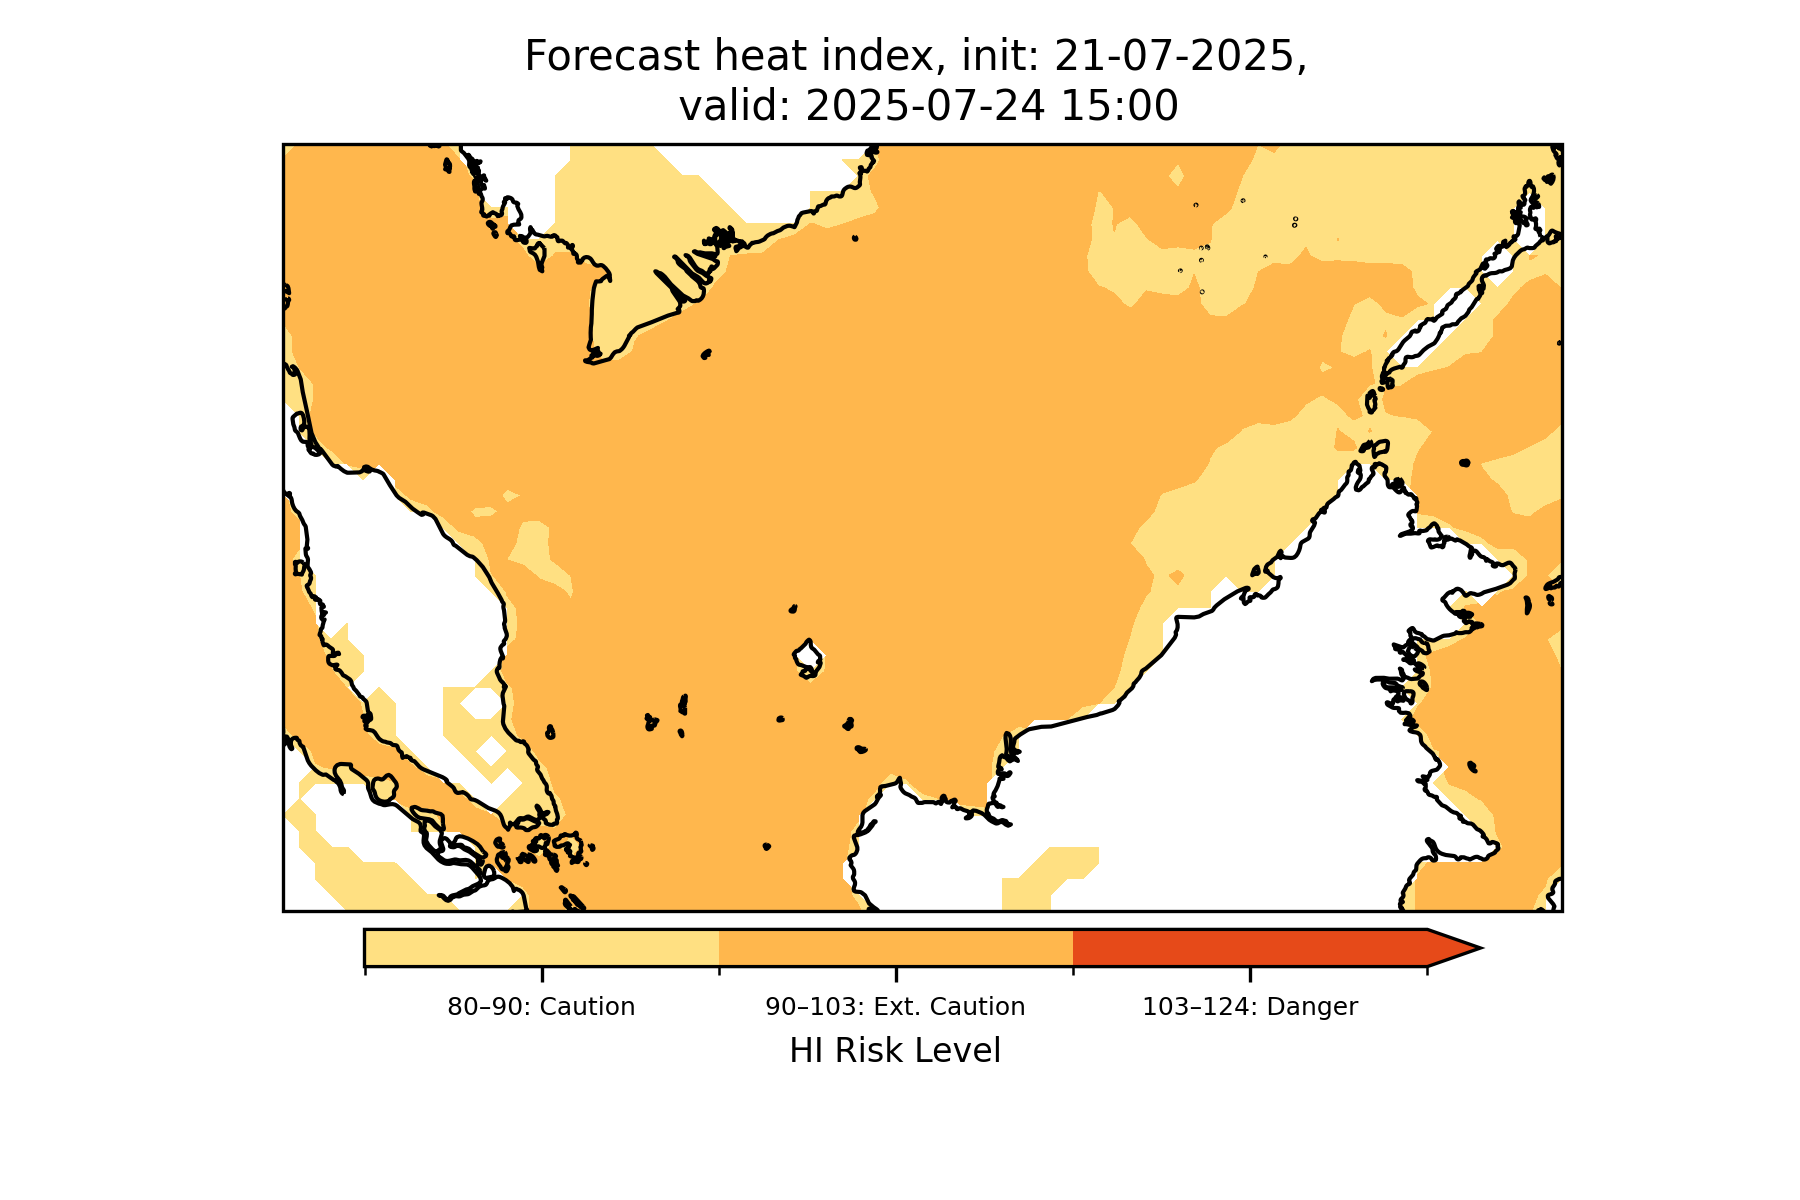 Forecast heat index, init: 21-07-2025,
valid: 2025-07-24 15:00
80–90: Caution
90–103: Ext. Caution
103–124: Danger
HI Risk Level